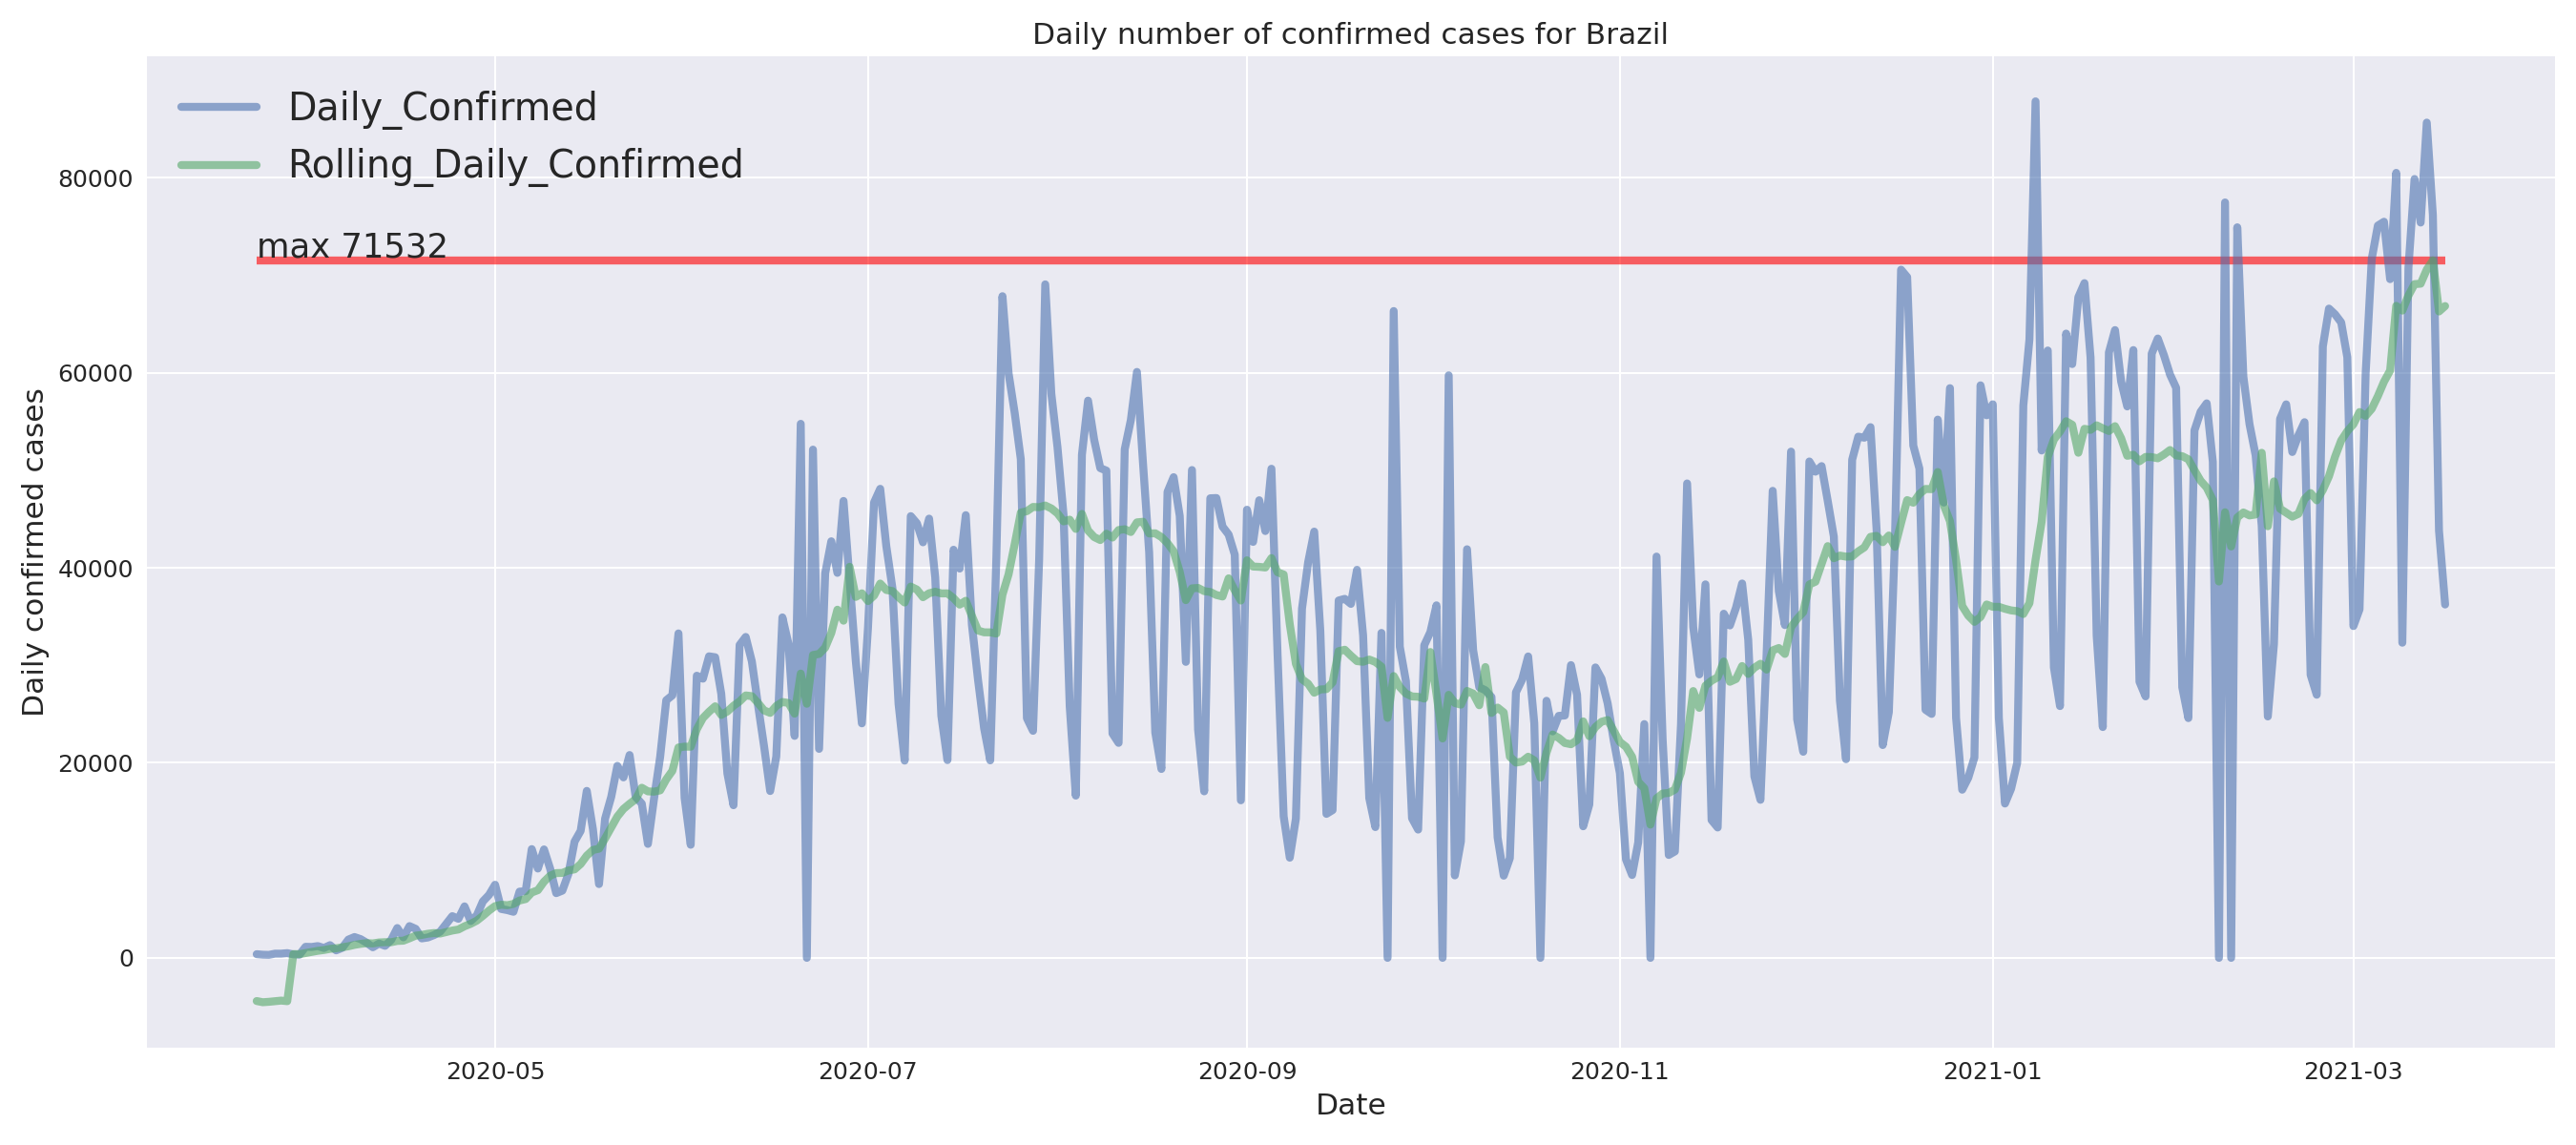 Daily number of confirmed cases for Brazil
Daily_Confirmed
Rolling_Daily_Confirmed
max 71532
80000
60000
40000
20000
0
Daily confirmed cases
2020-05
2020-07
2020-09
2020-11
2021-01
2021-03
Date